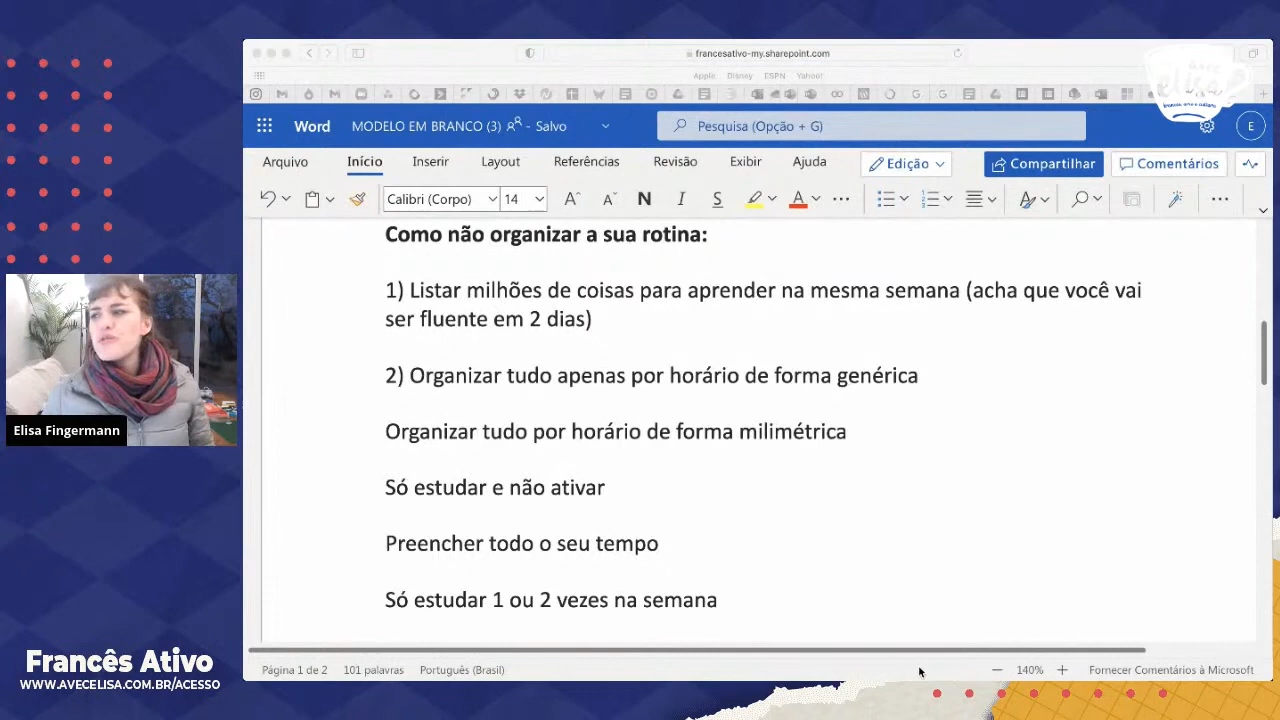 francesativo-my.sharepoint.com
Apple Disney ESPN Yahoo!
Word MODELO EM BRANCO (3) - Salvo
Pesquisa (Opção + G)
E
Arquivo Início Inserir Layout Referências Revisão Exibir Ajuda Edição Compartilhar Comentários
Calibri (Corpo) 14 N I S
Como não organizar a sua rotina:
1) Listar milhões de coisas para aprender na mesma semana (acha que você vai
ser fluente em 2 dias)
2) Organizar tudo apenas por horário de forma genérica
Organizar tudo por horário de forma milimétrica
Só estudar e não ativar
Preencher todo o seu tempo
Só estudar 1 ou 2 vezes na semana
Elisa Fingermann
Francês Ativo
WWW.AVECELISA.COM.BR/ACESSO
Página 1 de 2 101 palavras Português (Brasil) 140% Fornecer Comentários à Microsoft